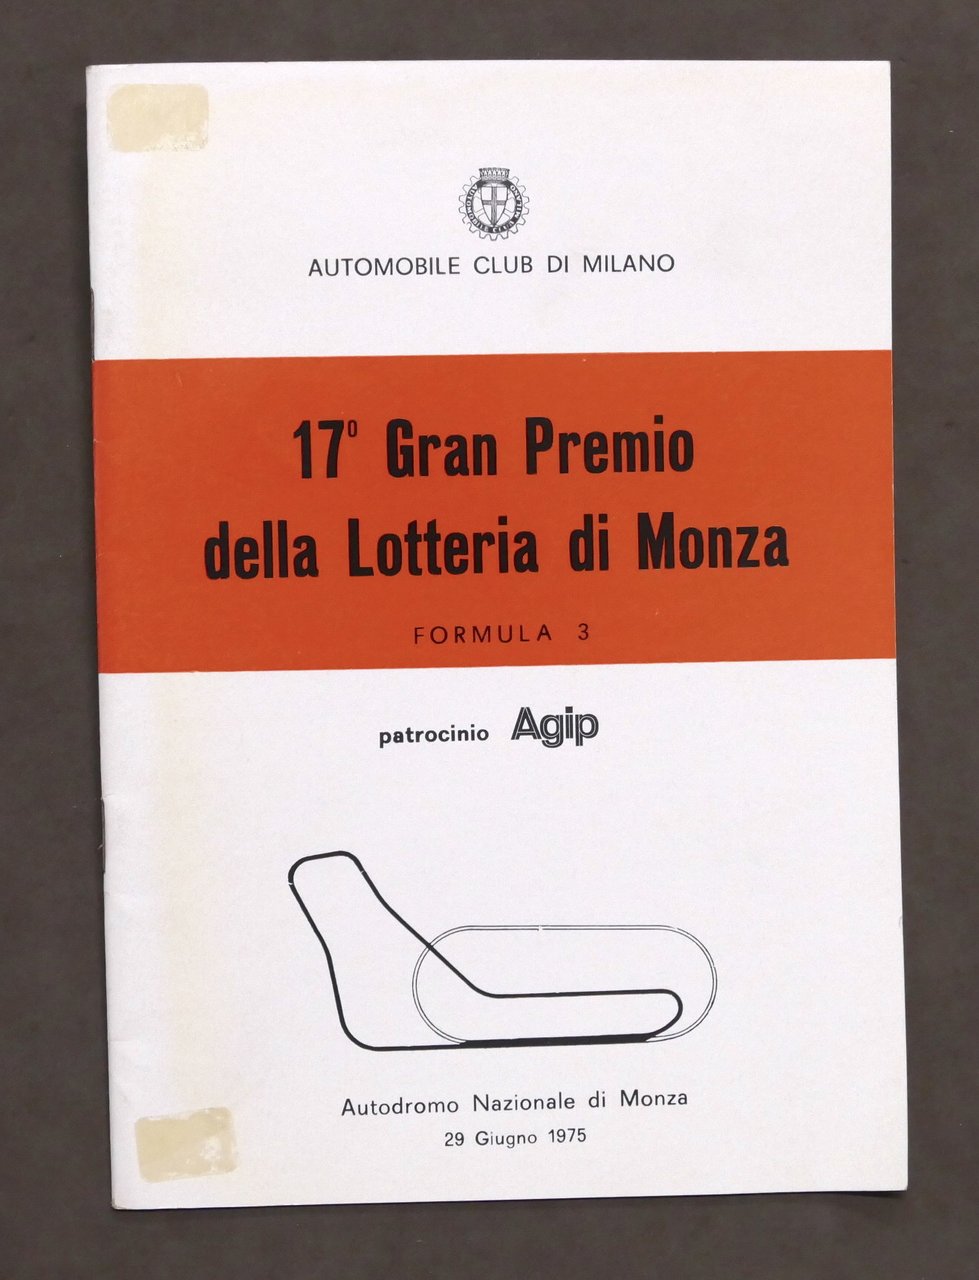 AUTOMOBILE CLUB DI MILANO
17º Gran Premio
della Lotteria di Monza
FORMULA 3
patrocinio Agip
Autodromo Nazionale di Monza
29 Giugno 1975